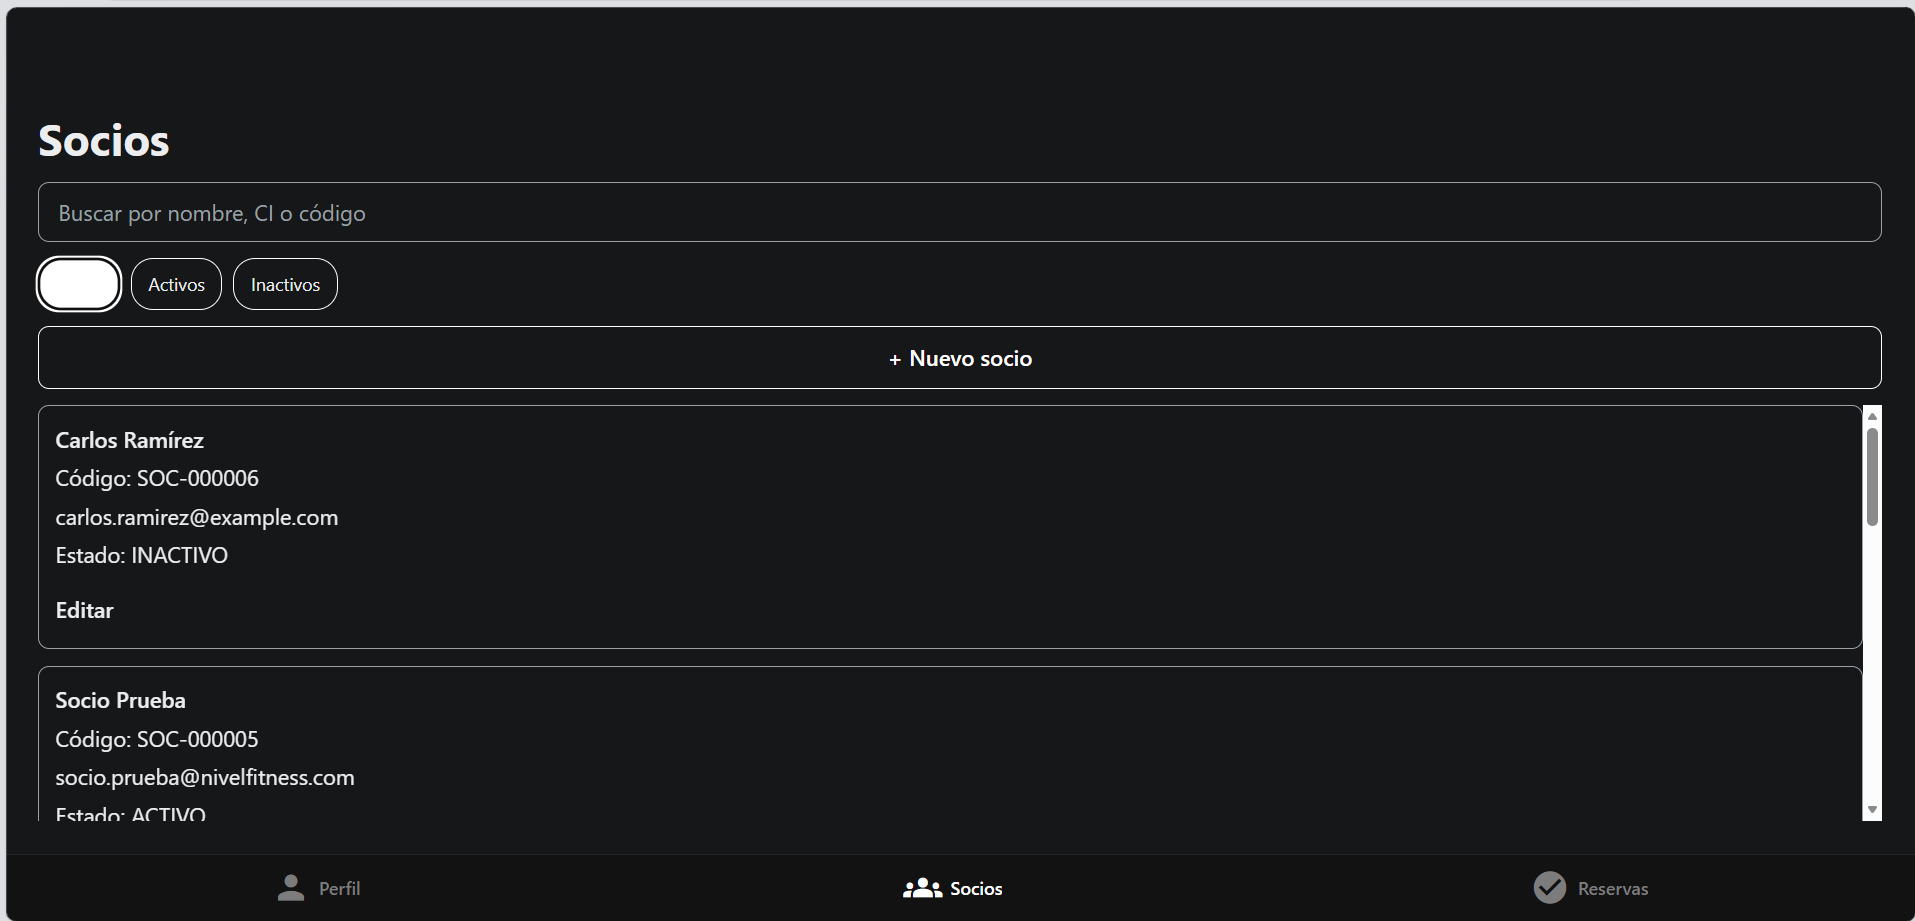 Socios
Buscar por nombre, CI o código
Activos
Inactivos
+ Nuevo socio
Carlos Ramírez
Código: SOC-000006
carlos.ramirez@example.com
Estado: INACTIVO
Editar
Socio Prueba
Código: SOC-000005
socio.prueba@nivelfitness.com
Estado: ACTIVO
Perfil
Socios
Reservas